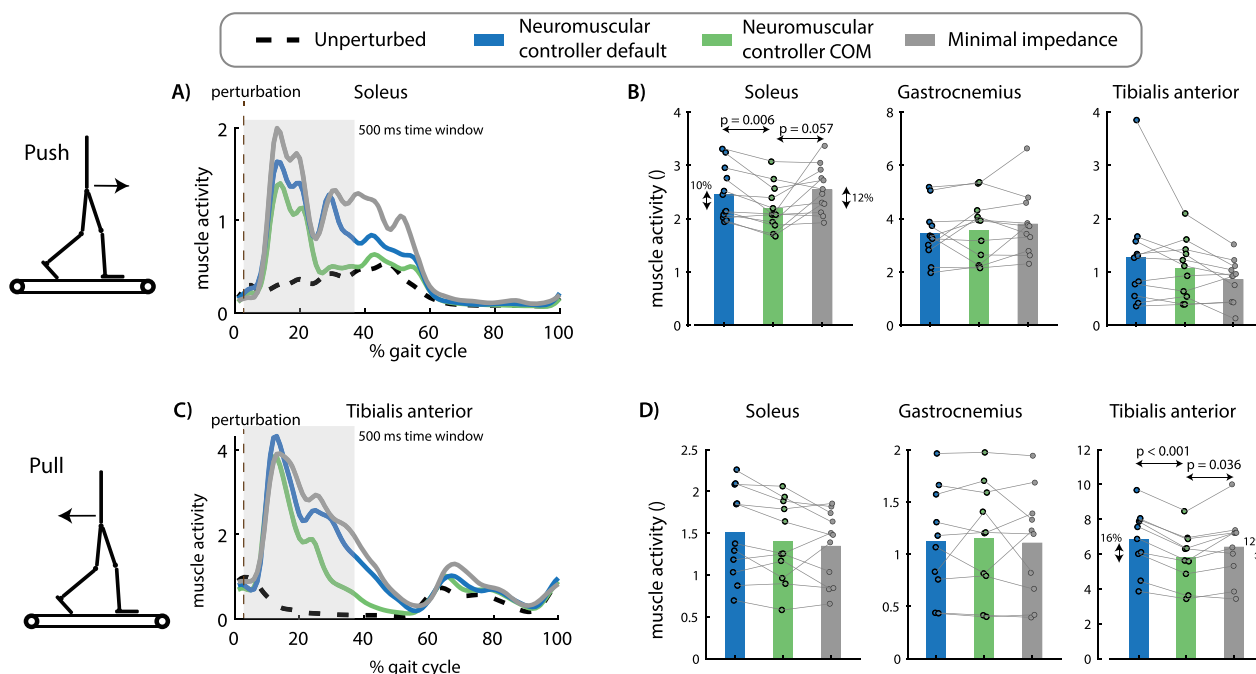 Unperturbed
Neuromuscular
controller default
Neuromuscular
controller COM
Minimal impedance
A)
perturbation
Soleus
500 ms time window
Push
muscle activity
2
1
0
0
20
40
60
80
100
% gait cycle
B)
Soleus
Gastrocnemius
Tibialis anterior
muscle activity ()
4
3
2
1
0
p = 0.006
p = 0.057
10%
12%
8
6
4
2
0
4
3
2
1
0
C)
perturbation
Tibialis anterior
500 ms time window
Pull
muscle activity
4
2
0
0
20
40
60
80
100
% gait cycle
D)
Soleus
Gastrocnemius
Tibialis anterior
muscle activity ()
2.5
2
1.5
1
0.5
0
2
1.5
1
0.5
0
12
10
8
6
4
2
0
p < 0.001
p = 0.036
16%
12